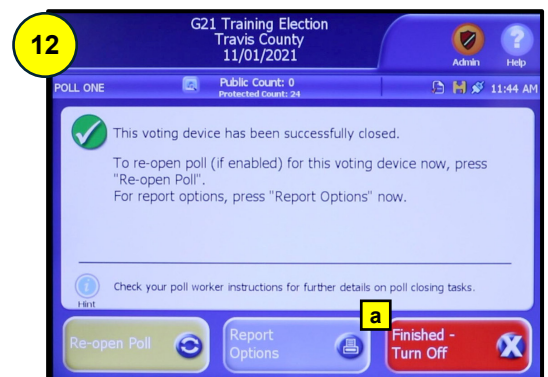 12
G21 Training Election
Travis County
11/01/2021
Admin
Help
POLL ONE
Public Count: 0
Protected Count: 24
11:44 AM
This voting device has been successfully closed.
To re-open poll (if enabled) for this voting device now, press
"Re-open Poll".
For report options, press "Report Options" now.
Hint
Check your poll worker instructions for further details on poll closing tasks.
a
Re-open Poll
Report
Options
Finished -
Turn Off